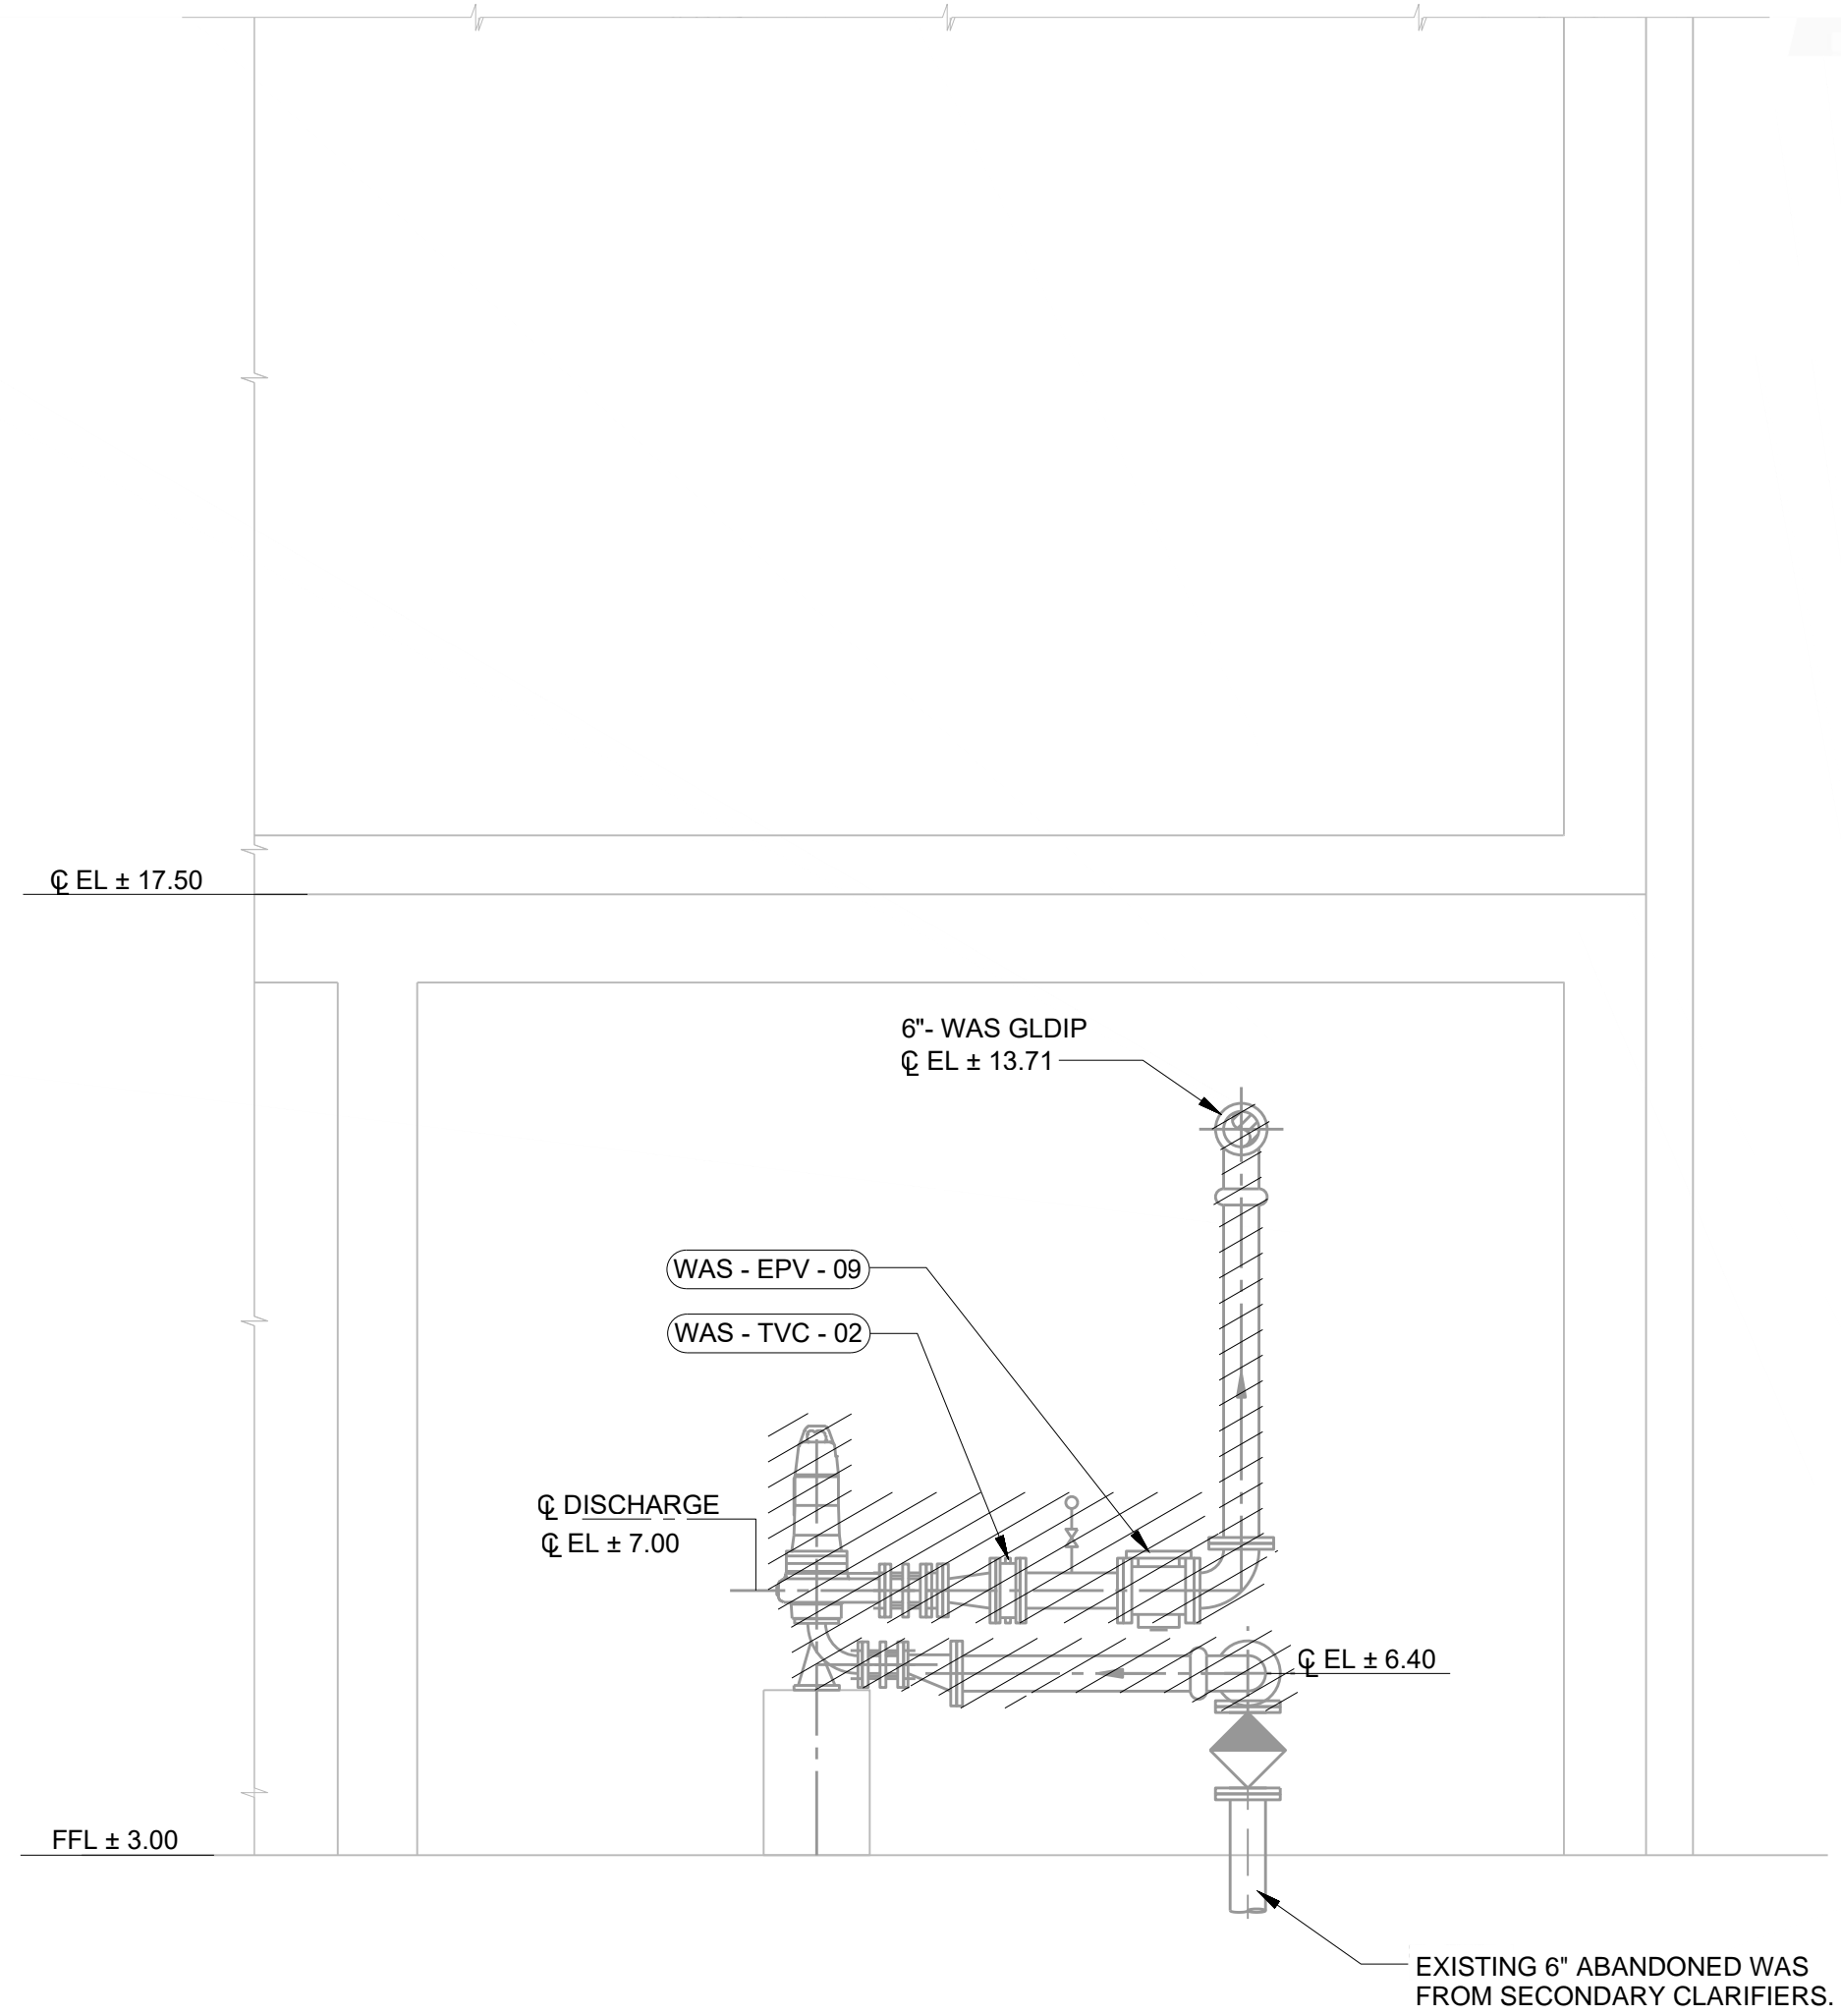 ℄ EL ± 17.50
6"- WAS GLDIP
℄ EL ± 13.71
WAS - EPV - 09
WAS - TVC - 02
℄ DISCHARGE
℄ EL ± 7.00
℄ EL ± 6.40
FFL ± 3.00
EXISTING 6" ABANDONED WAS
FROM SECONDARY CLARIFIERS.